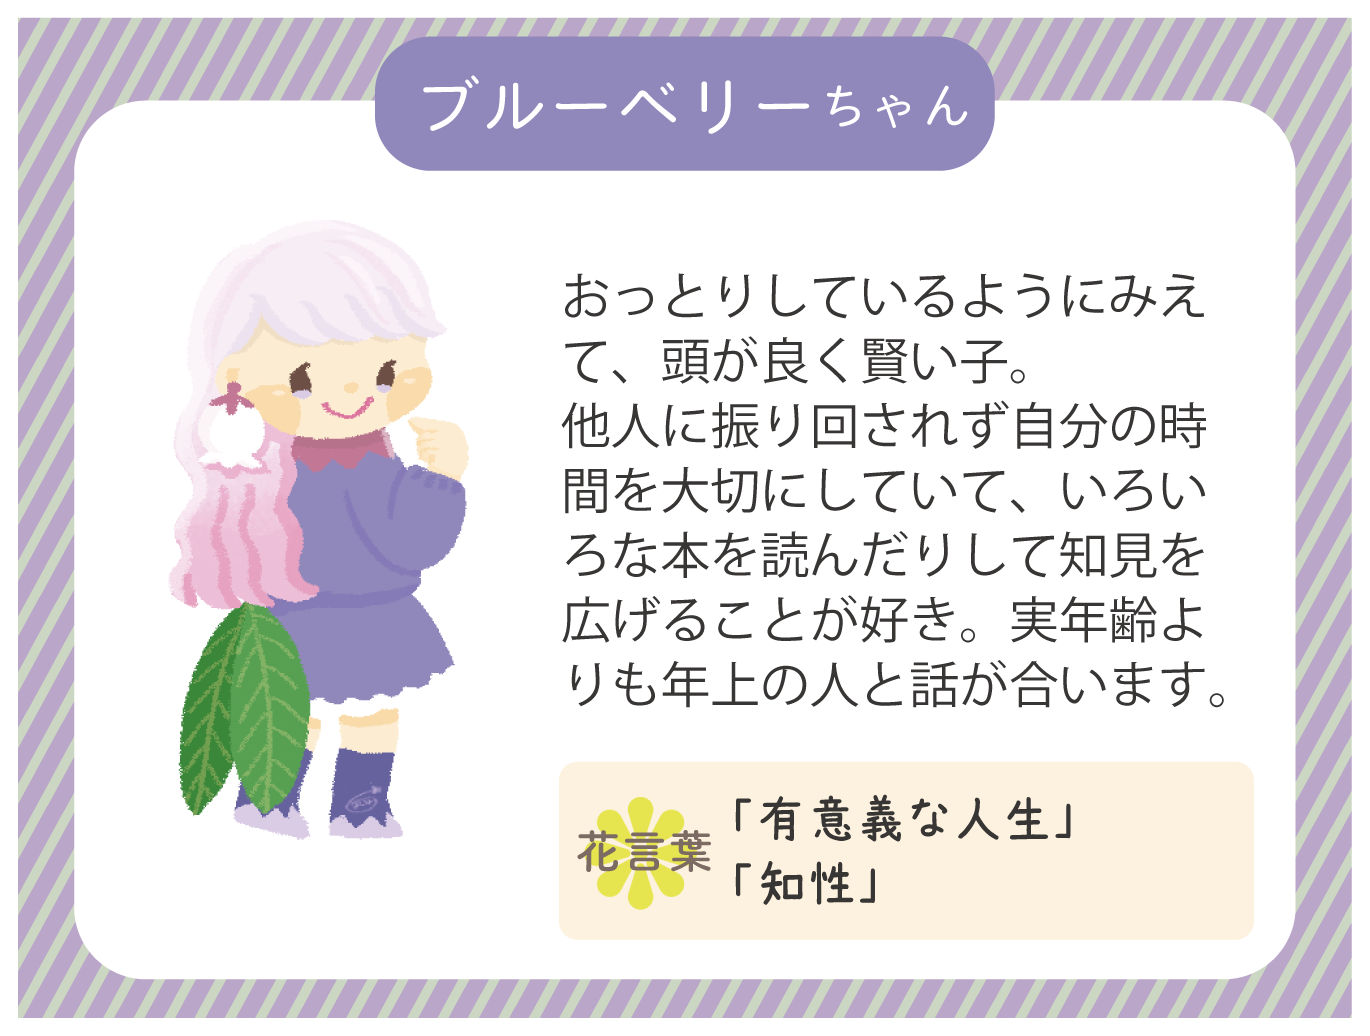 ブルーベリーちゃん
おっとりしているようにみえ
て、頭が良く賢い子。
他人に振り回されず自分の時
間を大切にしていて、いろい
ろな本を読んだりして知見を
広げることが好き。実年齢よ
りも年上の人と話が合います。
花言葉
「有意義な人生」
「知性」